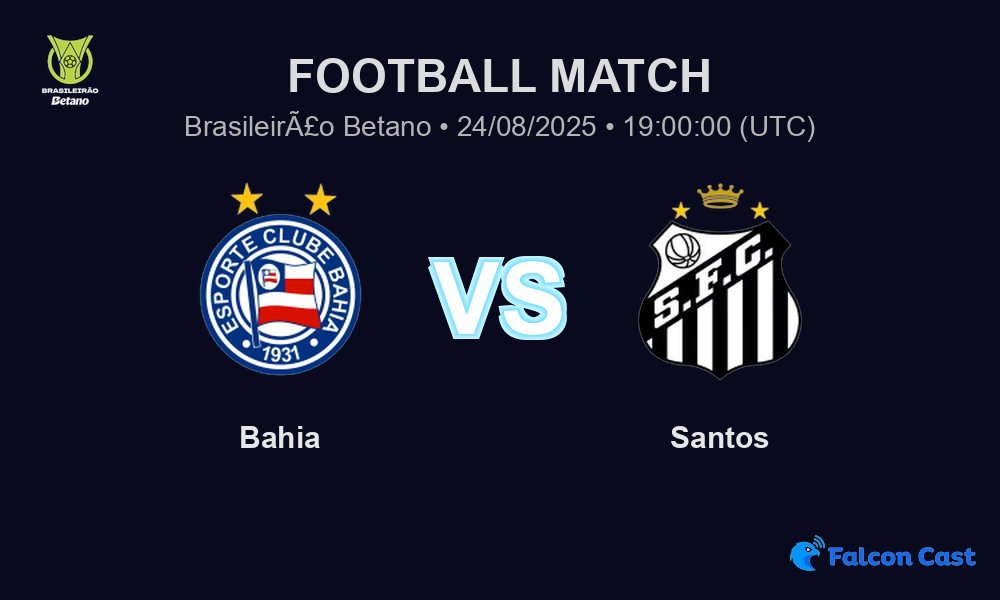 FOOTBALL MATCH
BRASILEIRÃO
Betano
BrasileirÃ£o Betano • 24/08/2025 • 19:00:00 (UTC)
ESPORTE CLUBE BAHIA
• 1931 •
VS
S.F.C.
Bahia
Santos
Falcon Cast